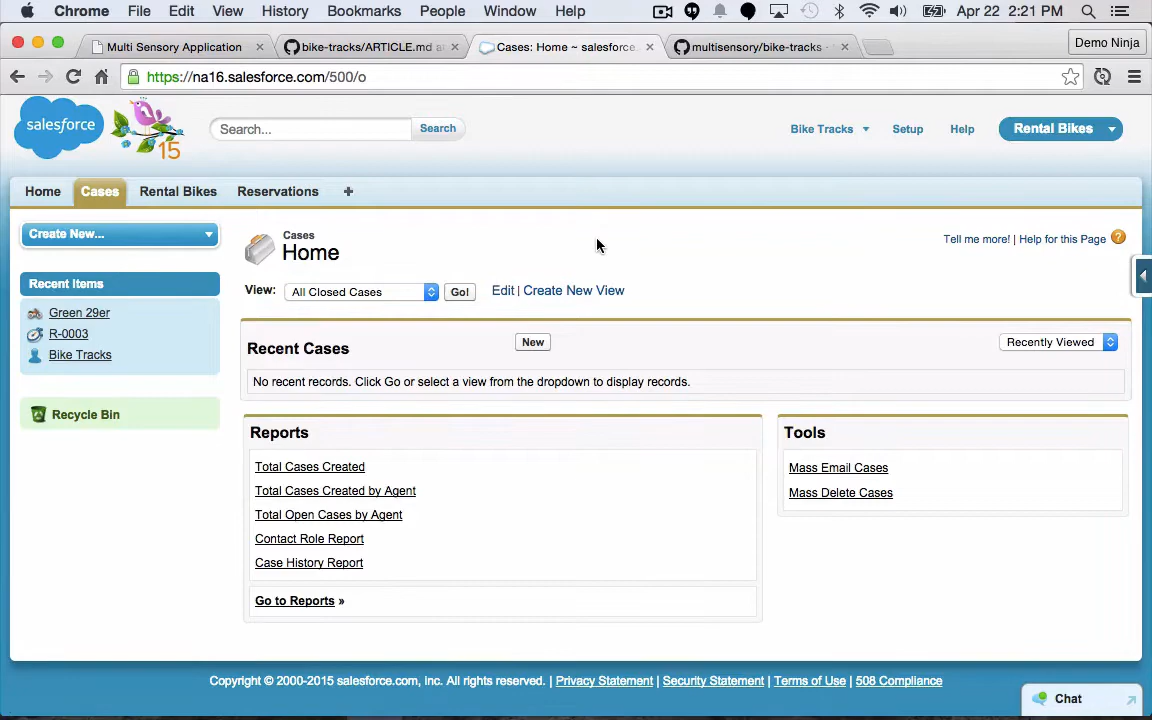 Chrome File Edit View History Bookmarks People Window Help Apr 22 2:21 PM
Multi Sensory Application bike-tracks/ARTICLE.md at Cases: Home ~ salesforce. multisensory/bike-tracks · Demo Ninja
https://na16.salesforce.com/500/o
salesforce 15 Search... Search Bike Tracks Setup Help Rental Bikes
Home Cases Rental Bikes Reservations +
Create New...
Cases
Home
Tell me more! | Help for this Page ?
Recent Items
Green 29er
R-0003
Bike Tracks
Recycle Bin
View: All Closed Cases Go! Edit | Create New View
Recent Cases New Recently Viewed
No recent records. Click Go or select a view from the dropdown to display records.
Reports
Total Cases Created
Total Cases Created by Agent
Total Open Cases by Agent
Contact Role Report
Case History Report
Go to Reports »
Tools
Mass Email Cases
Mass Delete Cases
Copyright © 2000-2015 salesforce.com, inc. All rights reserved. | Privacy Statement | Security Statement | Terms of Use | 508 Compliance
Chat